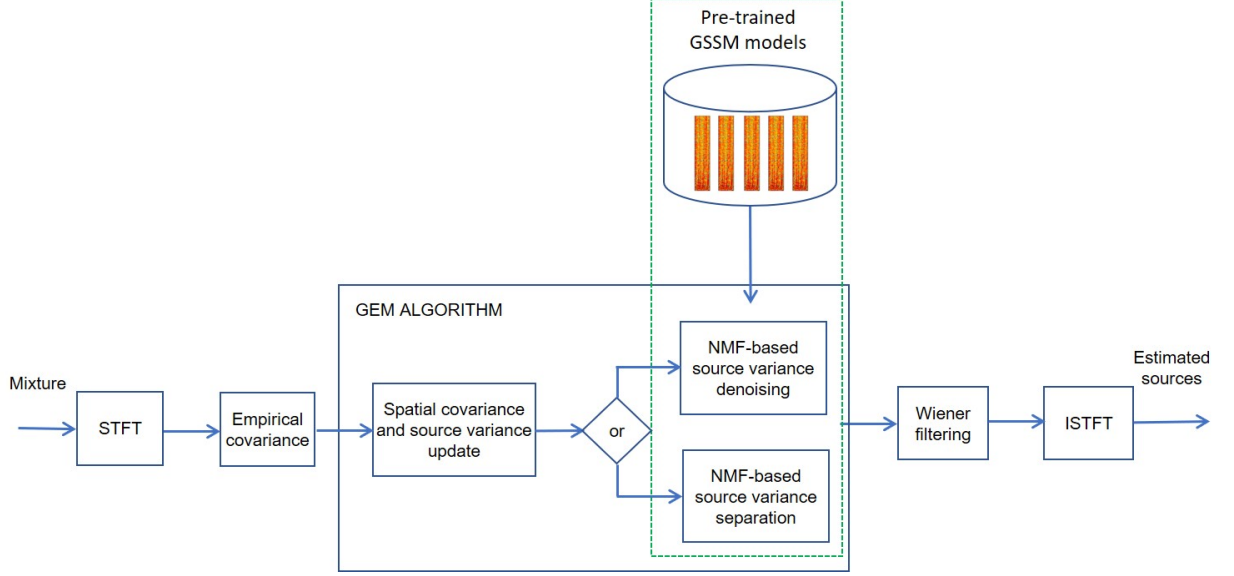 Pre-trained
GSSM models
GEM ALGORITHM
Mixture
STFT
Empirical
covariance
Spatial covariance
and source variance
update
or
NMF-based
source variance
denoising
NMF-based
source variance
separation
Wiener
filtering
ISTFT
Estimated
sources